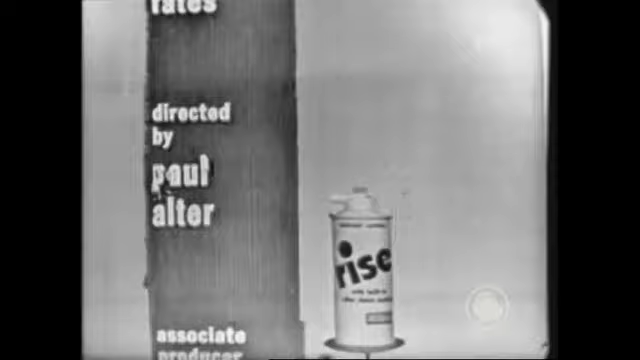 rates
directed
by
paul
alter
rise
associate
producer